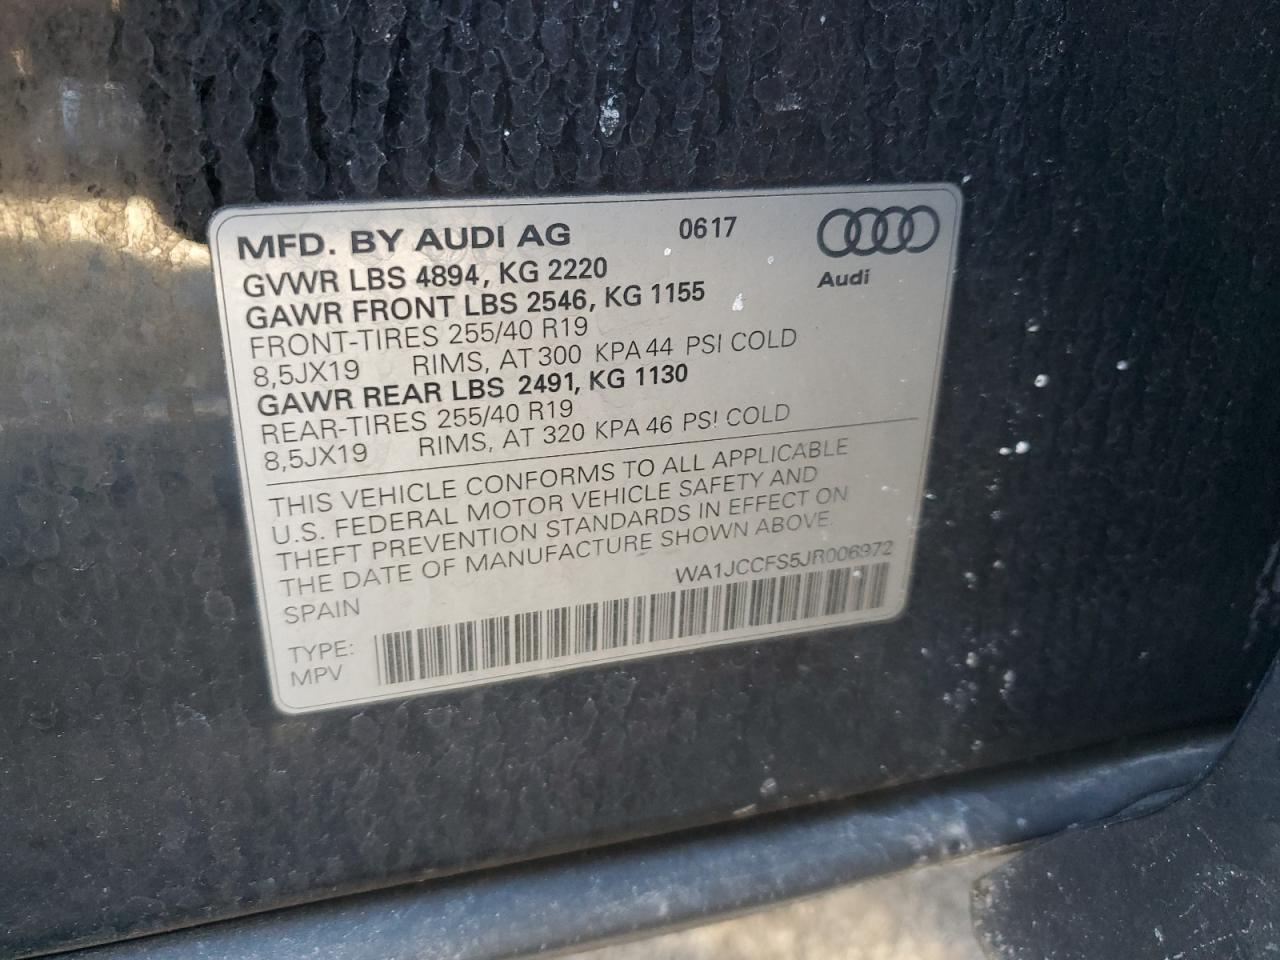 MFD. BY AUDI AG 0617
Audi
GVWR LBS 4894, KG 2220
GAWR FRONT LBS 2546, KG 1155
FRONT-TIRES 255/40 R19
8,5JX19 RIMS, AT 300 KPA 44 PSI COLD
GAWR REAR LBS 2491, KG 1130
REAR-TIRES 255/40 R19
8,5JX19 RIMS, AT 320 KPA 46 PSI COLD
THIS VEHICLE CONFORMS TO ALL APPLICABLE
U.S. FEDERAL MOTOR VEHICLE SAFETY AND
THEFT PREVENTION STANDARDS IN EFFECT ON
THE DATE OF MANUFACTURE SHOWN ABOVE.
WA1JCCFS5JR006972
SPAIN
TYPE:
MPV